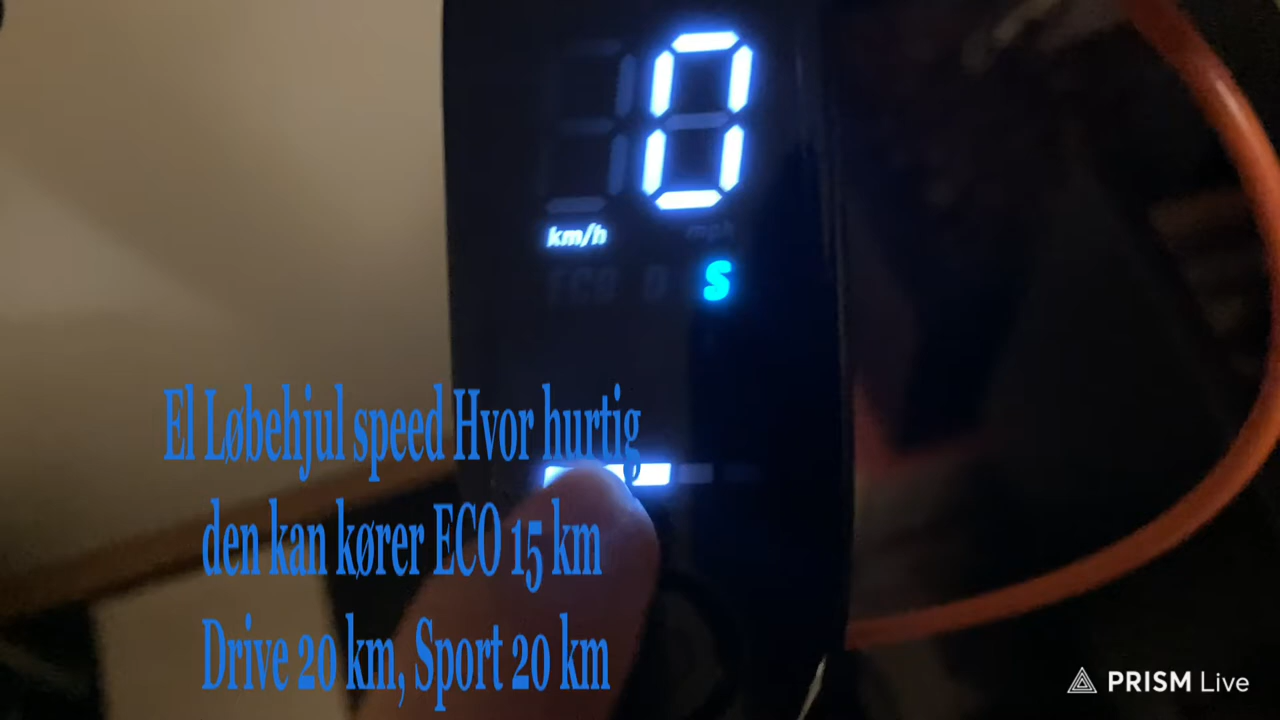 0
km/h mph
ECO D S
El Løbehjul speed Hvor hurtig
den kan kører ECO 15 km
Drive 20 km, Sport 20 km
PRISM Live